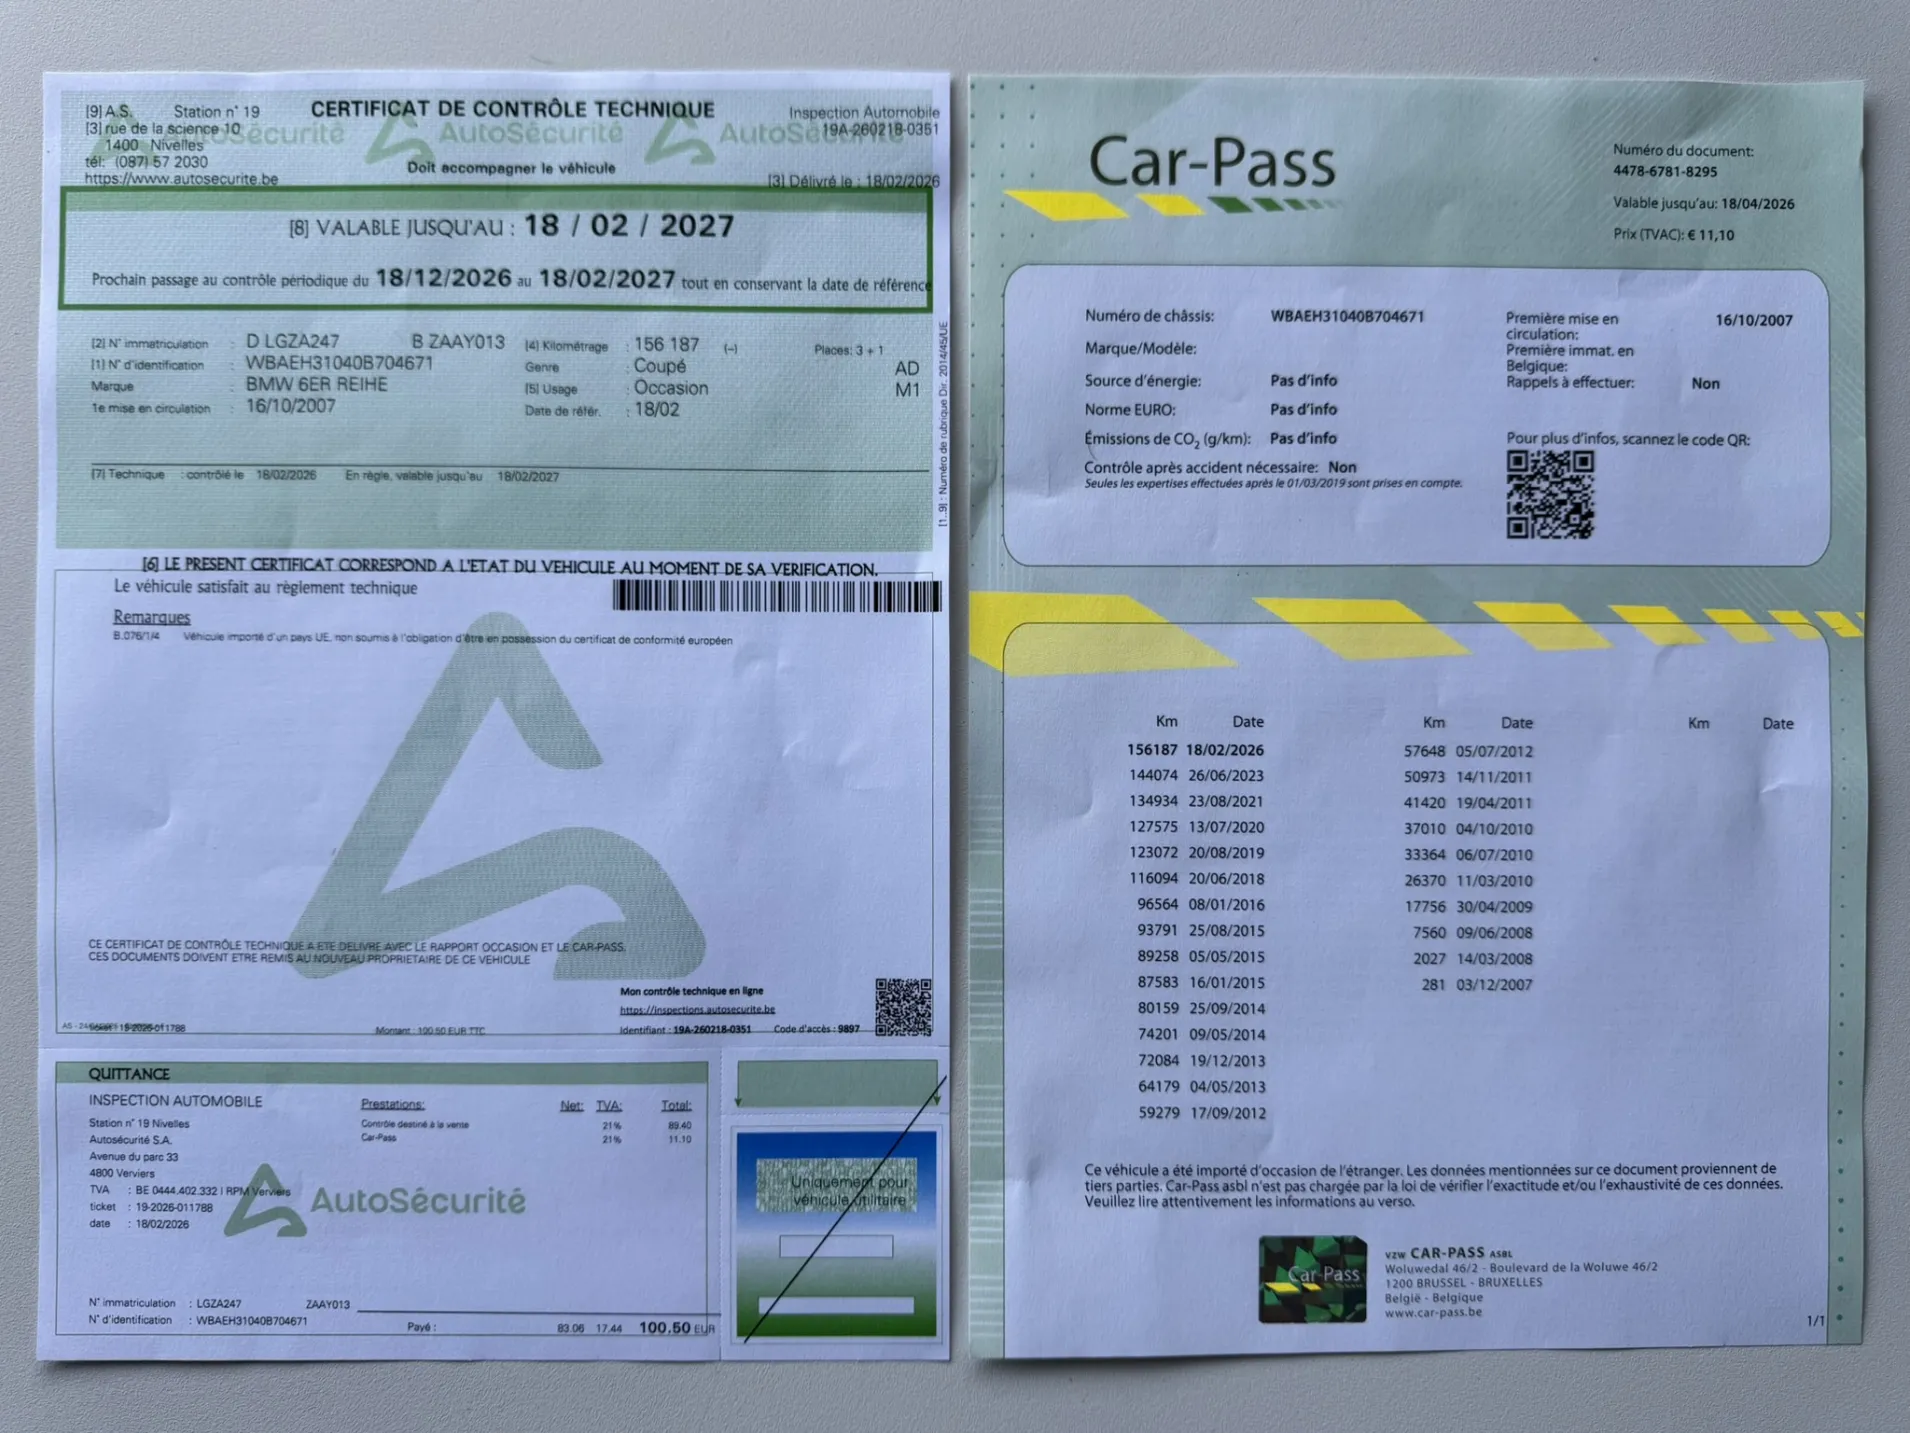 [9] A.S. Station n° 19
[3] rue de la science 10
1400 Nivelles
tél: (087) 57 2030
https://www.autosecurite.be
CERTIFICAT DE CONTRÔLE TECHNIQUE
AutoSécurité AutoSécurité
Doit accompagner le véhicule
Inspection Automobile
19A-260218-0351
[3] Délivré le : 18/02/2026
[8] VALABLE JUSQU'AU : 18 / 02 / 2027
Prochain passage au contrôle périodique du 18/12/2026 au 18/02/2027 tout en conservant la date de référence
[2] N° immatriculation : D LGZA247 B ZAAY013
[1] N° d'identification : WBAEH31040B704671
Marque : BMW 6ER REIHE
1e mise en circulation : 16/10/2007
[4] Kilométrage : 156 187 (--) Places: 3 + 1
Genre : Coupé AD
[5] Usage : Occasion M1
Date de référ. : 18/02
[7] Technique : contrôlé le 18/02/2026 En règle, valable jusqu'au 18/02/2027
[1..9] : Numéro de rubrique Dir. 2014/45/UE
[6] LE PRESENT CERTIFICAT CORRESPOND A L'ETAT DU VEHICULE AU MOMENT DE SA VERIFICATION.
Le véhicule satisfait au règlement technique
Remarques
B.076/1/4 Véhicule importé d'un pays UE, non soumis à l'obligation d'être en possession du certificat de conformité européen
CE CERTIFICAT DE CONTRÔLE TECHNIQUE A ETE DELIVRE AVEC LE RAPPORT OCCASION ET LE CAR-PASS.
CES DOCUMENTS DOIVENT ETRE REMIS AU NOUVEAU PROPRIETAIRE DE CE VEHICULE
Mon contrôle technique en ligne
https://inspections.autosecurite.be
Identifiant : 19A-260218-0351 Code d'accès : 9897
ticket : 19-2026-011788
Montant : 100.50 EUR TTC
QUITTANCE
INSPECTION AUTOMOBILE
Station n° 19 Nivelles
Autosécurité S.A.
Avenue du parc 33
4800 Verviers
TVA : BE 0444.402.332 | RPM Verviers
ticket : 19-2026-011788
date : 18/02/2026
Prestations: Net: TVA: Total:
Contrôle destiné à la vente 21% 89.40
Car-Pass 21% 11.10
AutoSécurité
N° immatriculation : LGZA247 ZAAY013
N° d'identification : WBAEH31040B704671
Payé : 83.06 17.44 100.50 EUR
Uniquement pour
véhicule utilitaire
Car-Pass
Numéro du document:
4478-6781-8295
Valable jusqu'au: 18/04/2026
Prix (TVAC): € 11,10
Numéro de châssis: WBAEH31040B704671
Marque/Modèle:
Source d'énergie: Pas d'info
Norme EURO: Pas d'info
Émissions de CO2 (g/km): Pas d'info
Contrôle après accident nécessaire: Non
Seules les expertises effectuées après le 01/03/2019 sont prises en compte.
Première mise en
circulation: 16/10/2007
Première immat. en
Belgique:
Rappels à effectuer: Non
Pour plus d'infos, scannez le code QR:
Km Date
156187 18/02/2026
144074 26/06/2023
134934 23/08/2021
127575 13/07/2020
123072 20/08/2019
116094 20/06/2018
96564 08/01/2016
93791 25/08/2015
89258 05/05/2015
87583 16/01/2015
80159 25/09/2014
74201 09/05/2014
72084 19/12/2013
64179 04/05/2013
59279 17/09/2012
Km Date
57648 05/07/2012
50973 14/11/2011
41420 19/04/2011
37010 04/10/2010
33364 06/07/2010
26370 11/03/2010
17756 30/04/2009
7560 09/06/2008
2027 14/03/2008
281 03/12/2007
Km Date
Ce véhicule a été importé d'occasion de l'étranger. Les données mentionnées sur ce document proviennent de
tiers parties. Car-Pass asbl n'est pas chargée par la loi de vérifier l'exactitude et/ou l'exhaustivité de ces données.
Veuillez lire attentivement les informations au verso.
Car-Pass
VZW CAR-PASS ASBL
Woluwedal 46/2 - Boulevard de la Woluwe 46/2
1200 BRUSSEL - BRUXELLES
België - Belgique
www.car-pass.be
1/1